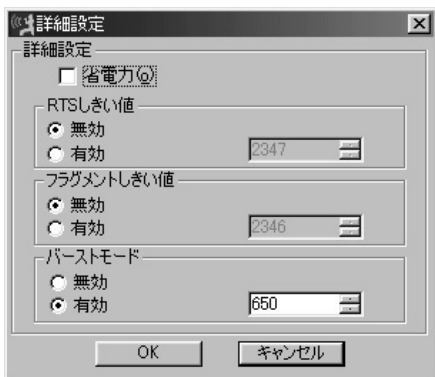 詳細設定
詳細設定
省電力(Q)
RTSしきい値
無効
有効
2347
フラグメントしきい値
無効
有効
2346
バーストモード
無効
有効
650
OK
キャンセル